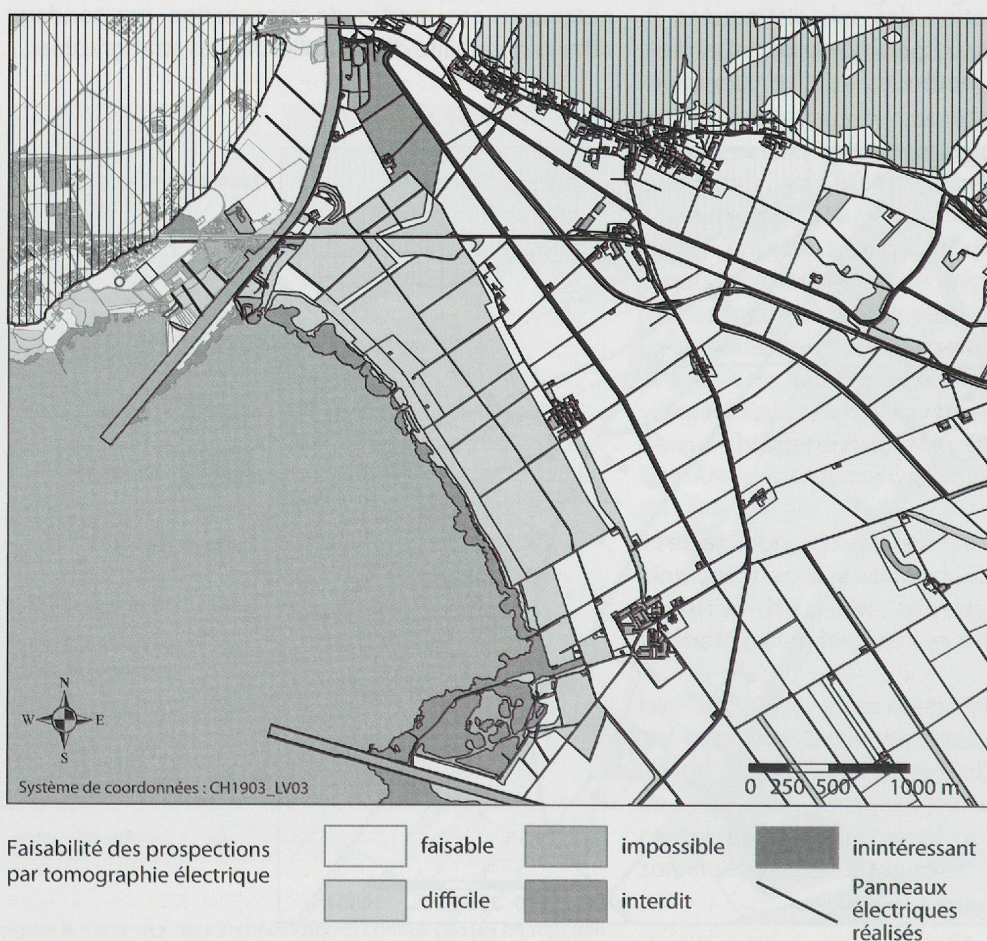 N
W E
S
Système de coordonnées : CH1903_LV03
0 250 500 1000 m
Faisabilité des prospections
par tomographie électrique
faisable
difficile
impossible
interdit
inintéressant
Panneaux
électriques
réalisés